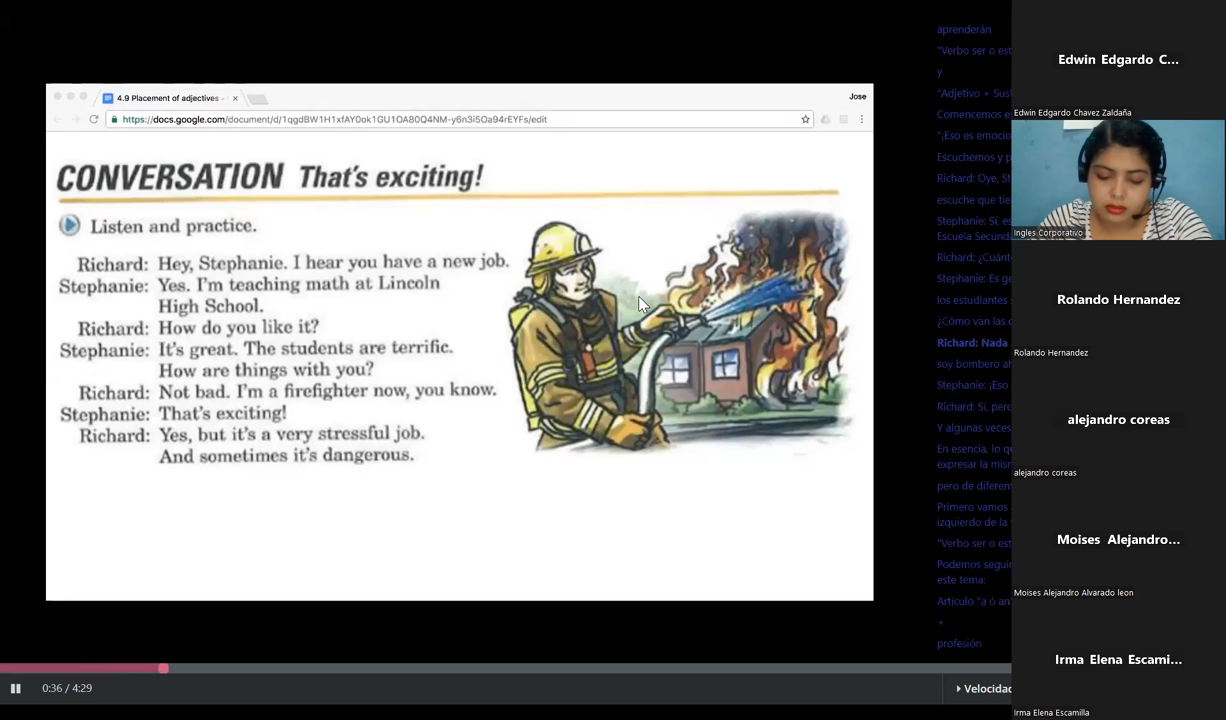 4.9 Placement of adjectives -
Jose
https://docs.google.com/document/d/1qgdBW1H1xfAY0ok1GU1OA80Q4NM-y6n3i5Oa94rEYFs/edit
CONVERSATION That's exciting!
Listen and practice.
Richard: Hey, Stephanie. I hear you have a new job.
Stephanie: Yes. I'm teaching math at Lincoln
High School.
Richard: How do you like it?
Stephanie: It's great. The students are terrific.
How are things with you?
Richard: Not bad. I'm a firefighter now, you know.
Stephanie: That's exciting!
Richard: Yes, but it's a very stressful job.
And sometimes it's dangerous.
0:36 / 4:29
Velocidad
aprenderán
"Verbo ser o est
y
"Adjetivo + Sust
Comencemos e
"¡Eso es emocio
Escuchemos y p
Richard: Oye, St
escuche que tie
Stephanie: Sí, es
Escuela Secund
Richard: ¿Cuánt
Stephanie: Es ge
los estudiantes s
¿Cómo van las c
Richard: Nada
soy bombero ah
Stephanie: ¡Eso
Richard: Sí, perc
Y algunas veces
En esencia, lo q
expresar la mism
pero de diferen
Primero vamos
izquierdo de la
"Verbo ser o est
Podemos seguir
este tema:
Articulo "a ó an
+
profesión
Edwin Edgardo C...
Edwin Edgardo Chavez Zaldaña
Ingles Corporativo
Rolando Hernandez
Rolando Hernandez
alejandro coreas
alejandro coreas
Moises Alejandro...
Moises Alejandro Alvarado leon
Irma Elena Escami...
Irma Elena Escamilla